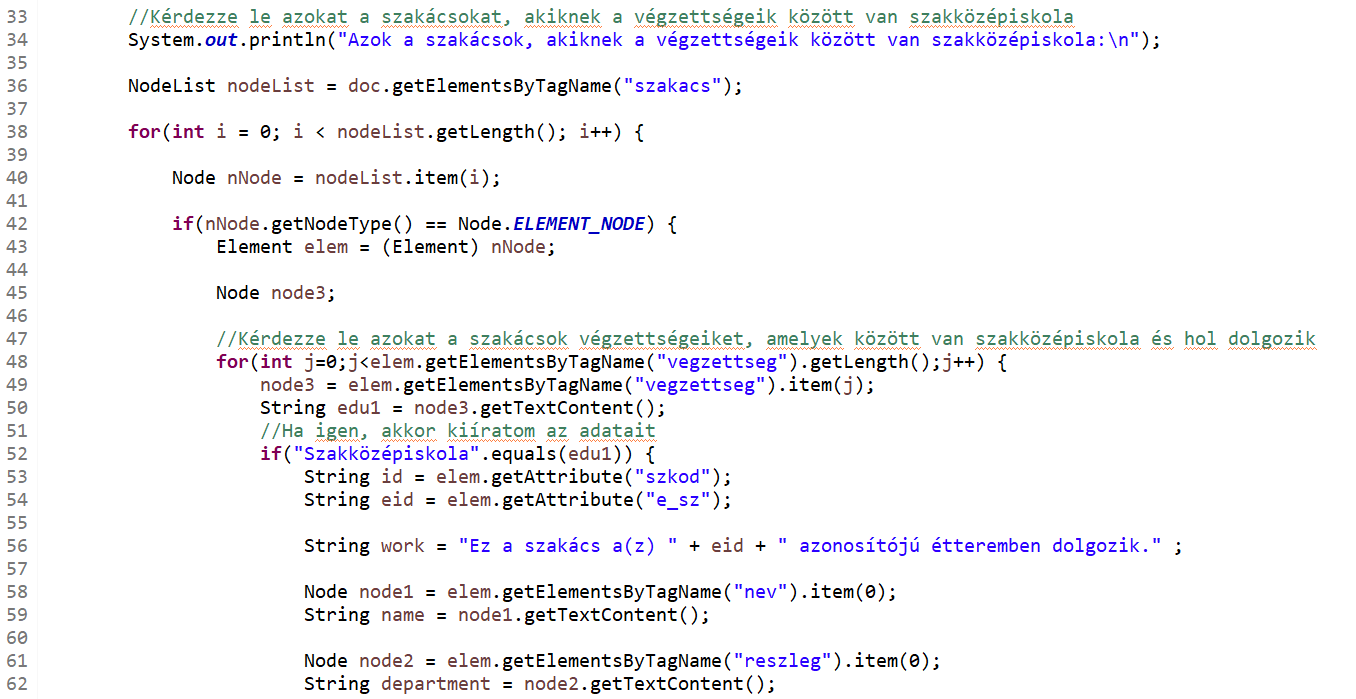 33 //Kérdezze le azokat a szakácsokat, akiknek a végzettségeik között van szakközépiskola
34 System.out.println("Azok a szakácsok, akiknek a végzettségeik között van szakközépiskola:\n");
35
36 NodeList nodeList = doc.getElementsByTagName("szakacs");
37
38 for(int i = 0; i < nodeList.getLength(); i++) {
39
40 Node nNode = nodeList.item(i);
41
42 if(nNode.getNodeType() == Node.ELEMENT_NODE) {
43 Element elem = (Element) nNode;
44
45 Node node3;
46
47 //Kérdezze le azokat a szakácsok végzettségeiket, amelyek között van szakközépiskola és hol dolgozik
48 for(int j=0;j<elem.getElementsByTagName("vegzettseg").getLength();j++) {
49 node3 = elem.getElementsByTagName("vegzettseg").item(j);
50 String edu1 = node3.getTextContent();
51 //Ha igen, akkor kiíratom az adatait
52 if("Szakközépiskola".equals(edu1)) {
53 String id = elem.getAttribute("szkod");
54 String eid = elem.getAttribute("e_sz");
55
56 String work = "Ez a szakács a(z) " + eid + " azonosítójú étteremben dolgozik." ;
57
58 Node node1 = elem.getElementsByTagName("nev").item(0);
59 String name = node1.getTextContent();
60
61 Node node2 = elem.getElementsByTagName("reszleg").item(0);
62 String department = node2.getTextContent();